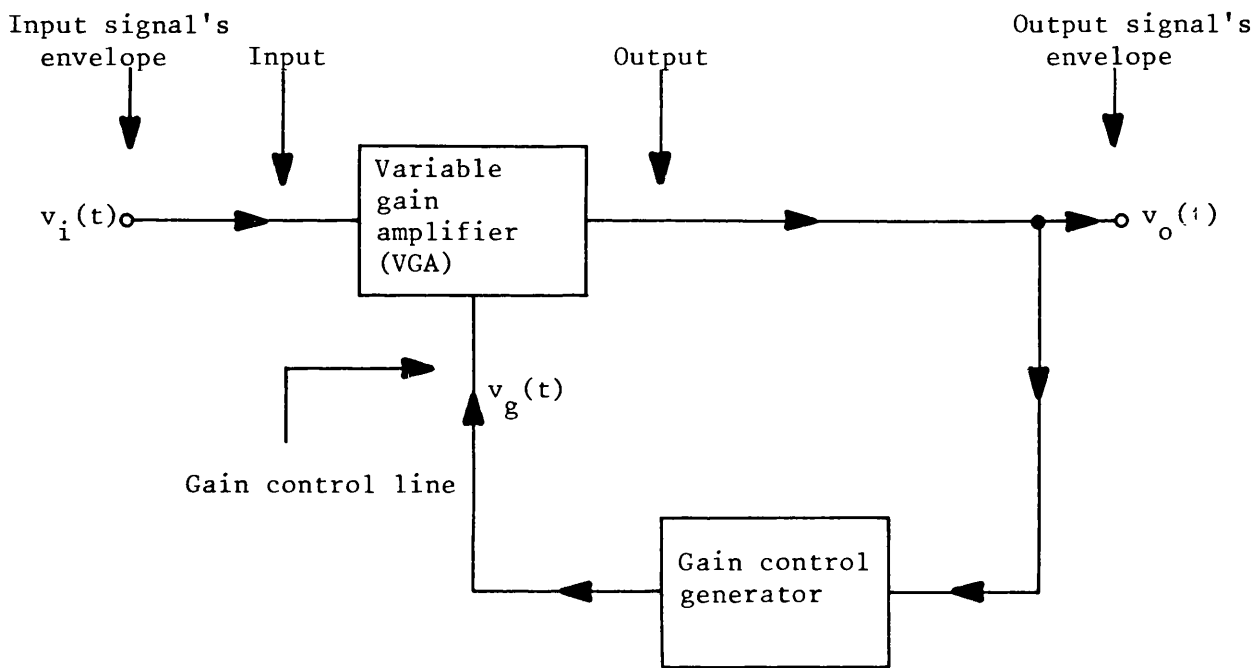 Input signal's
envelope
Input
Output
Output signal's
envelope
Variable
gain
amplifier
(VGA)
v_i(t)
v_o(t)
v_g(t)
Gain control line
Gain control
generator